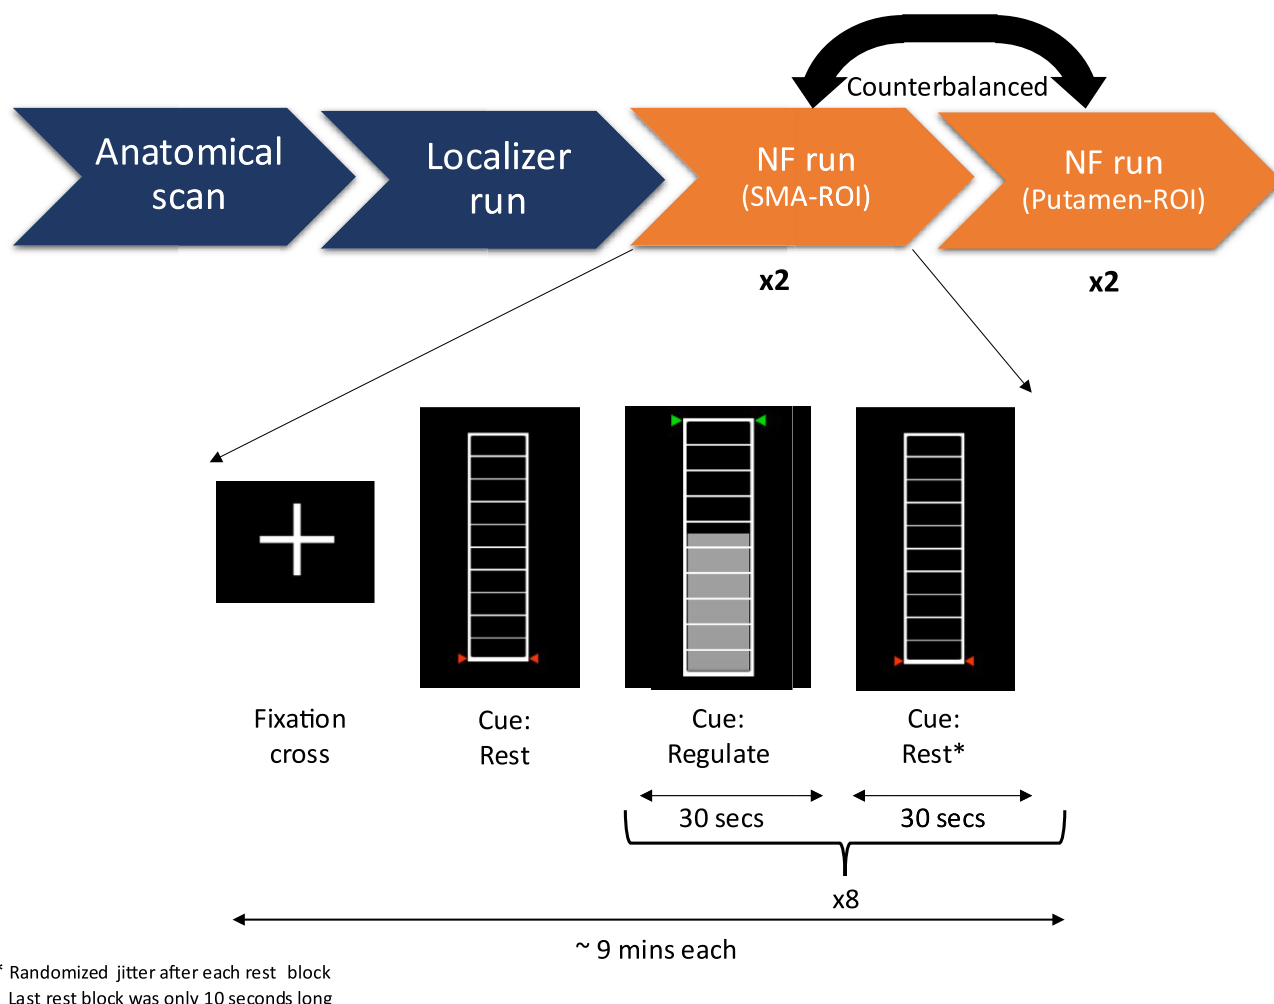 Counterbalanced
Anatomical
scan
Localizer
run
NF run
(SMA-ROI)
NF run
(Putamen-ROI)
x2
x2
Fixation
cross
Cue:
Rest
Cue:
Regulate
Cue:
Rest*
30 secs
30 secs
x8
~ 9 mins each
* Randomized jitter after each rest block
Last rest block was only 10 seconds long